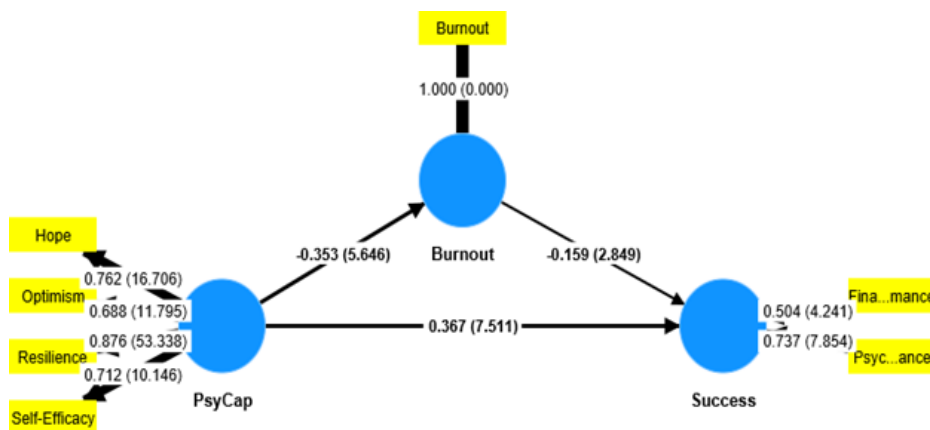 Burnout
1.000 (0.000)
Burnout
Hope
0.762 (16.706)
Optimism
0.688 (11.795)
Resilience
0.876 (53.338)
0.712 (10.146)
Self-Efficacy
PsyCap
-0.353 (5.646)
-0.159 (2.849)
0.367 (7.511)
Success
0.504 (4.241)
Fina...mance
0.737 (7.854)
Psyc...ance